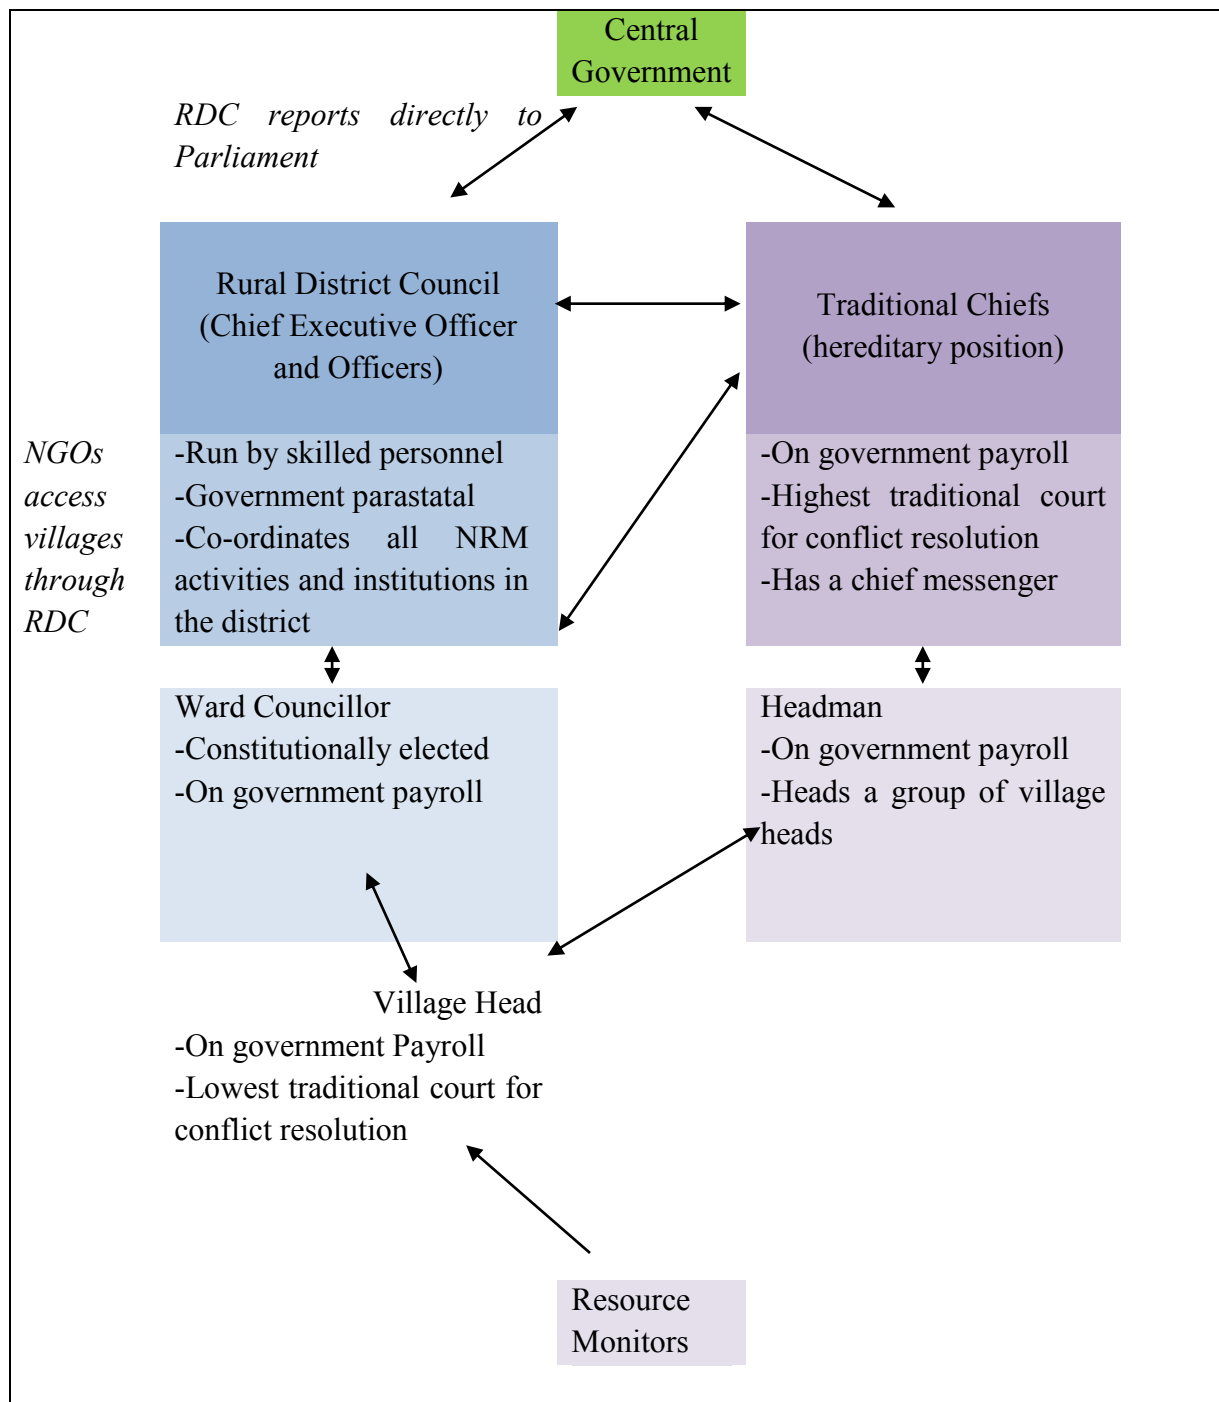 Central
Government
RDC reports directly to
Parliament
Rural District Council
(Chief Executive Officer
and Officers)
Traditional Chiefs
(hereditary position)
NGOs
access
villages
through
RDC
-Run by skilled personnel
-Government parastatal
-Co-ordinates all NRM
activities and institutions in
the district
-On government payroll
-Highest traditional court
for conflict resolution
-Has a chief messenger
Ward Councillor
-Constitutionally elected
-On government payroll
Headman
-On government payroll
-Heads a group of village
heads
Village Head
-On government Payroll
-Lowest traditional court for
conflict resolution
Resource
Monitors